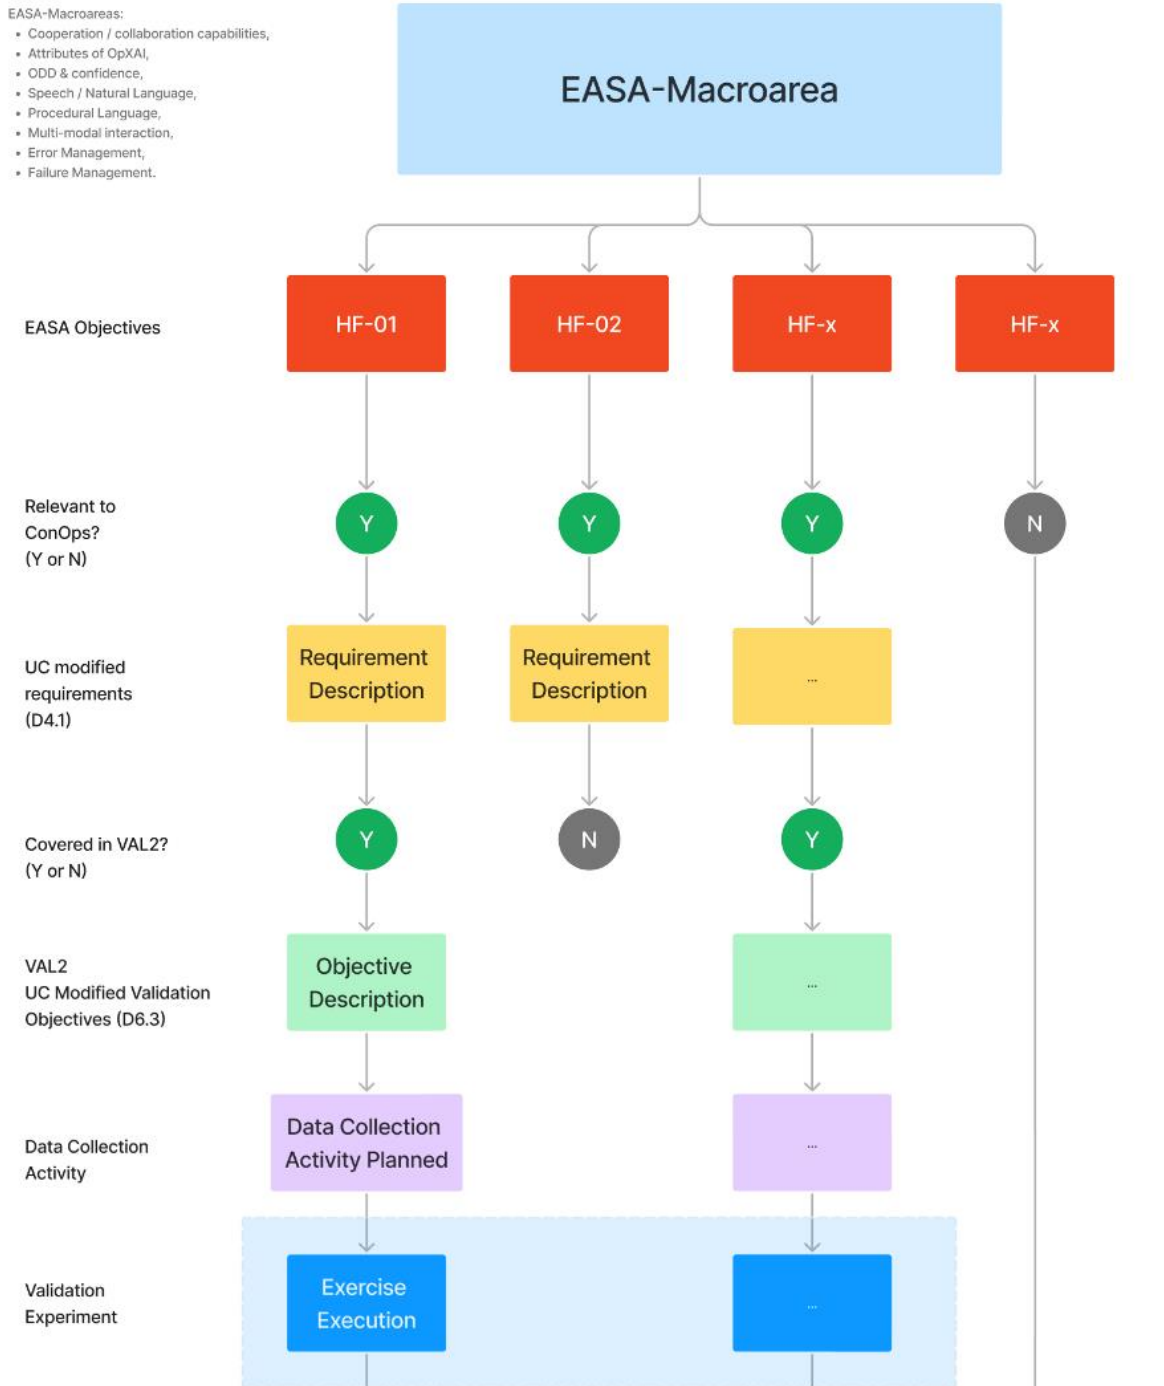 EASA-Macroareas:
• Cooperation / collaboration capabilities,
• Attributes of OpXAI,
• ODD & confidence,
• Speech / Natural Language,
• Procedural Language,
• Multi-modal interaction,
• Error Management,
• Failure Management.
EASA-Macroarea
EASA Objectives
HF-01
HF-02
HF-x
HF-x
Relevant to
ConOps?
(Y or N)
Y
Y
Y
N
UC modified
requirements
(D4.1)
Requirement
Description
Requirement
Description
...
Covered in VAL2?
(Y or N)
Y
N
Y
VAL2
UC Modified Validation
Objectives (D6.3)
Objective
Description
...
Data Collection
Activity
Data Collection
Activity Planned
...
Validation
Experiment
Exercise
Execution
...